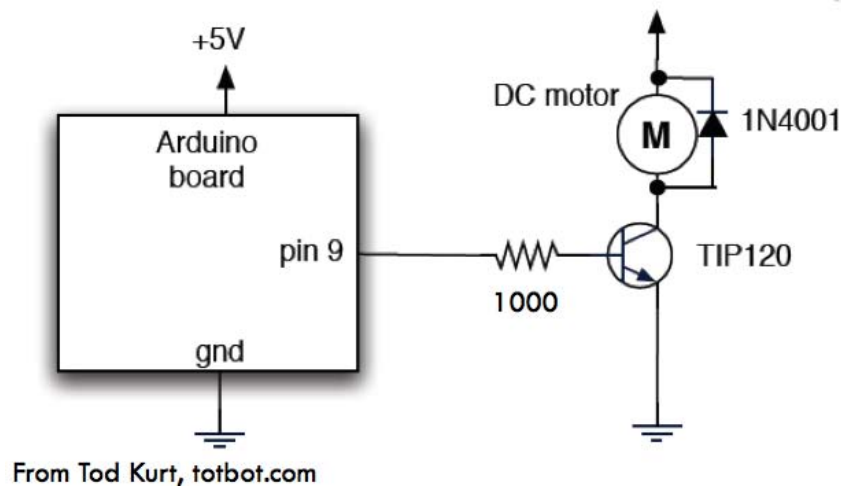 +5V
Arduino
board
pin 9
gnd
1000
DC motor
M
1N4001
TIP120
From Tod Kurt, totbot.com